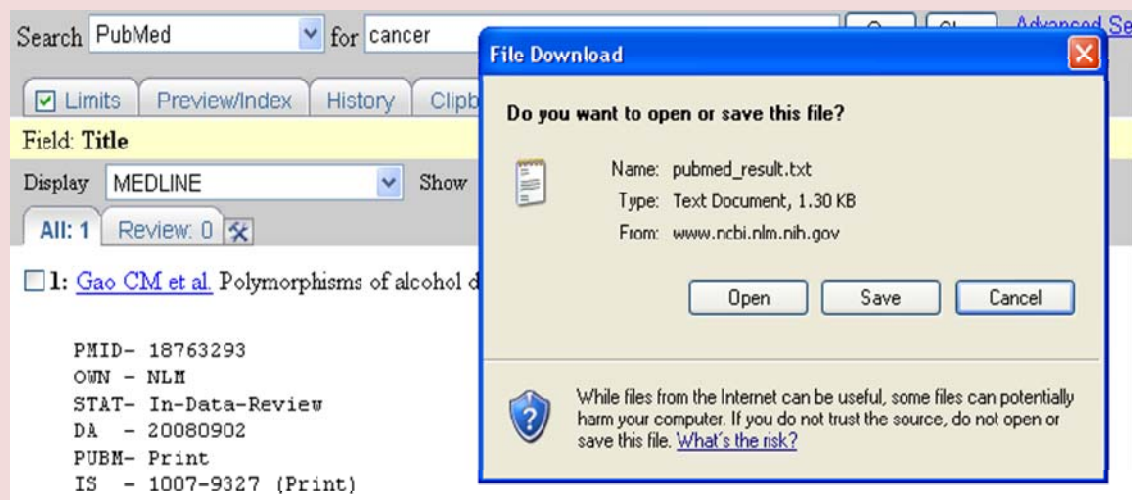 Search PubMed for cancer Advanced Se
Limits Preview/Index History Clipb
Field: Title
Display MEDLINE Show
All: 1 Review: 0
1: Gao CM et al. Polymorphisms of alcohol d
PMID- 18763293
OWN - NLM
STAT- In-Data-Review
DA - 20080902
PUBM- Print
IS - 1007-9327 (Print)
File Download
Do you want to open or save this file?
Name: pubmed_result.txt
Type: Text Document, 1.30 KB
From: www.ncbi.nlm.nih.gov
Open Save Cancel
While files from the Internet can be useful, some files can potentially
harm your computer. If you do not trust the source, do not open or
save this file. What's the risk?